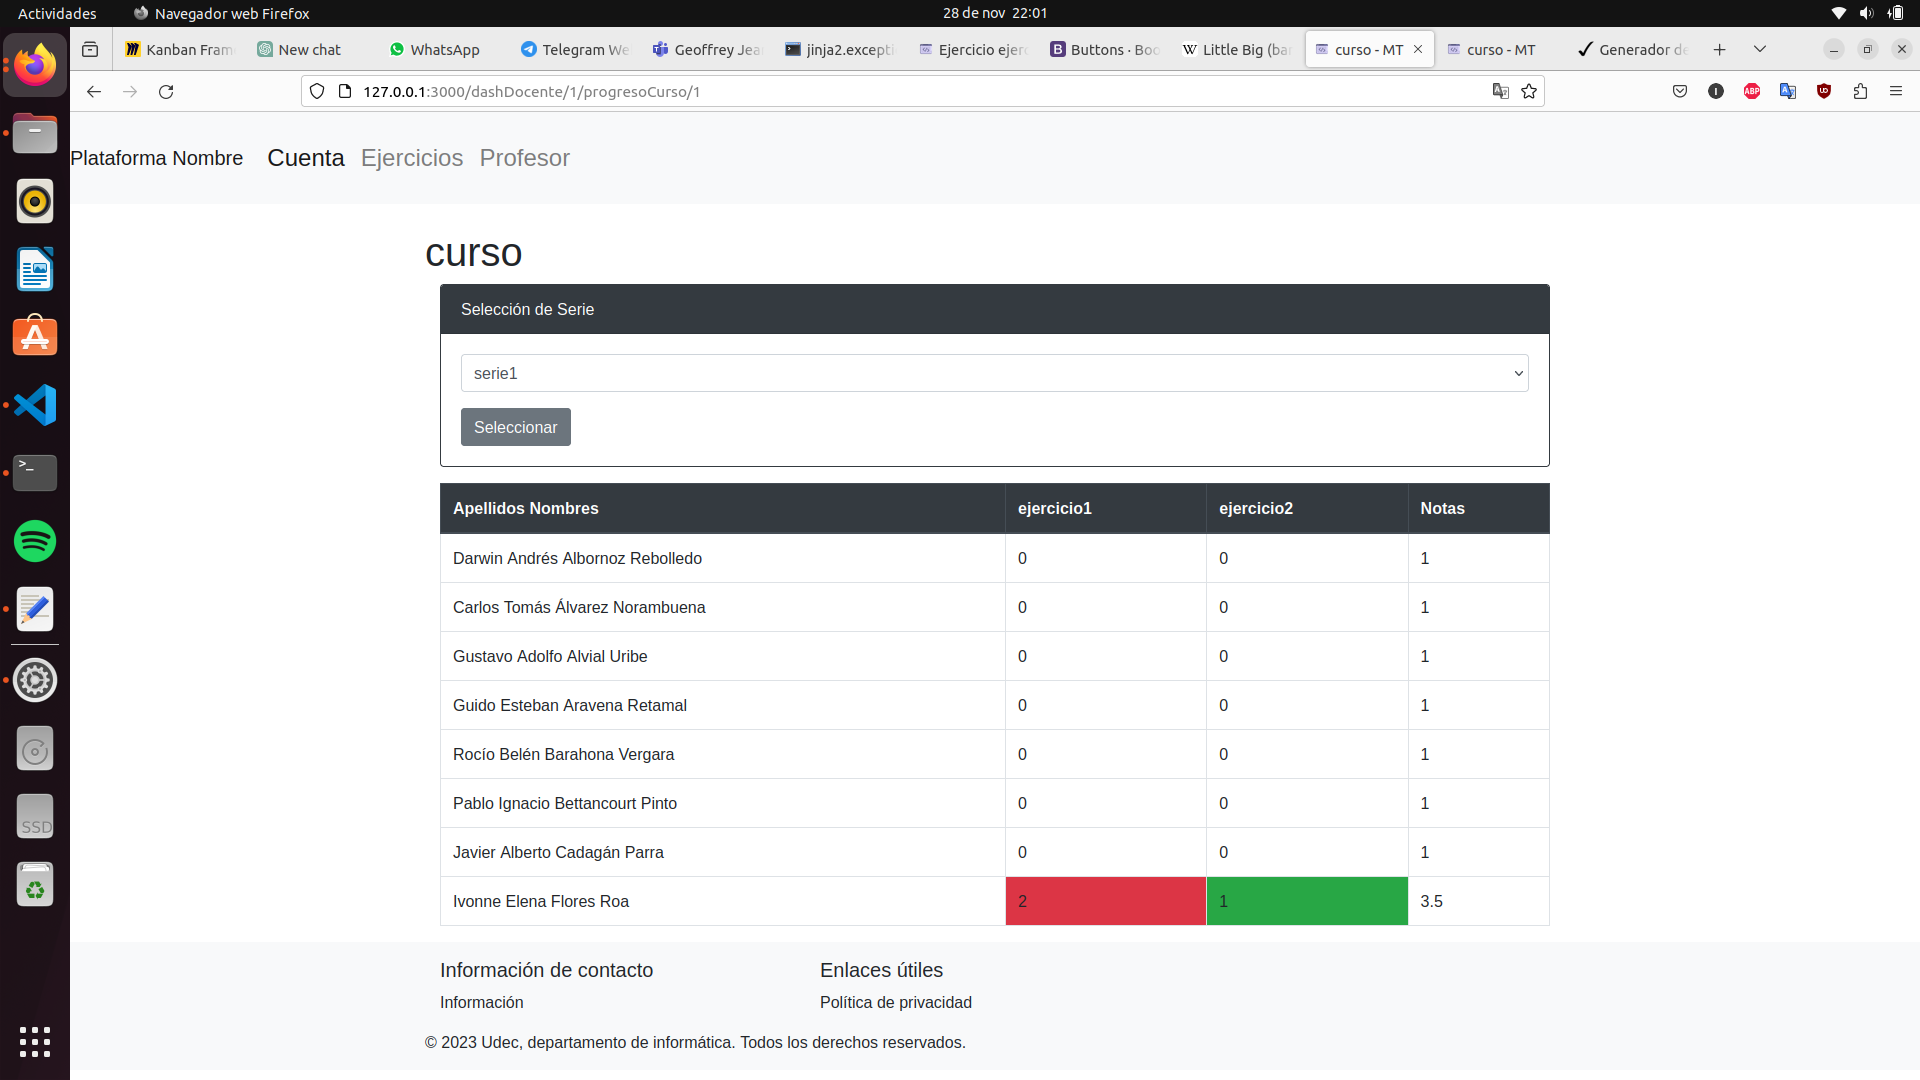 Actividades Navegador web Firefox 28 de nov 22:01
Kanban Fram New chat WhatsApp Telegram We Geoffrey Jea jinja2.excepti Ejercicio ejerc Buttons · Boo Little Big (ban curso - MT curso - MT Generador de
127.0.0.1:3000/dashDocente/1/progresoCurso/1
Plataforma Nombre Cuenta Ejercicios Profesor
curso
Selección de Serie
serie1
Seleccionar
Apellidos Nombres ejercicio1 ejercicio2 Notas
Darwin Andrés Albornoz Rebolledo 0 0 1
Carlos Tomás Álvarez Norambuena 0 0 1
Gustavo Adolfo Alvial Uribe 0 0 1
Guido Esteban Aravena Retamal 0 0 1
Rocío Belén Barahona Vergara 0 0 1
Pablo Ignacio Bettancourt Pinto 0 0 1
Javier Alberto Cadagán Parra 0 0 1
Ivonne Elena Flores Roa 2 1 3.5
SSD
Información de contacto Enlaces útiles
Información Política de privacidad
© 2023 Udec, departamento de informática. Todos los derechos reservados.